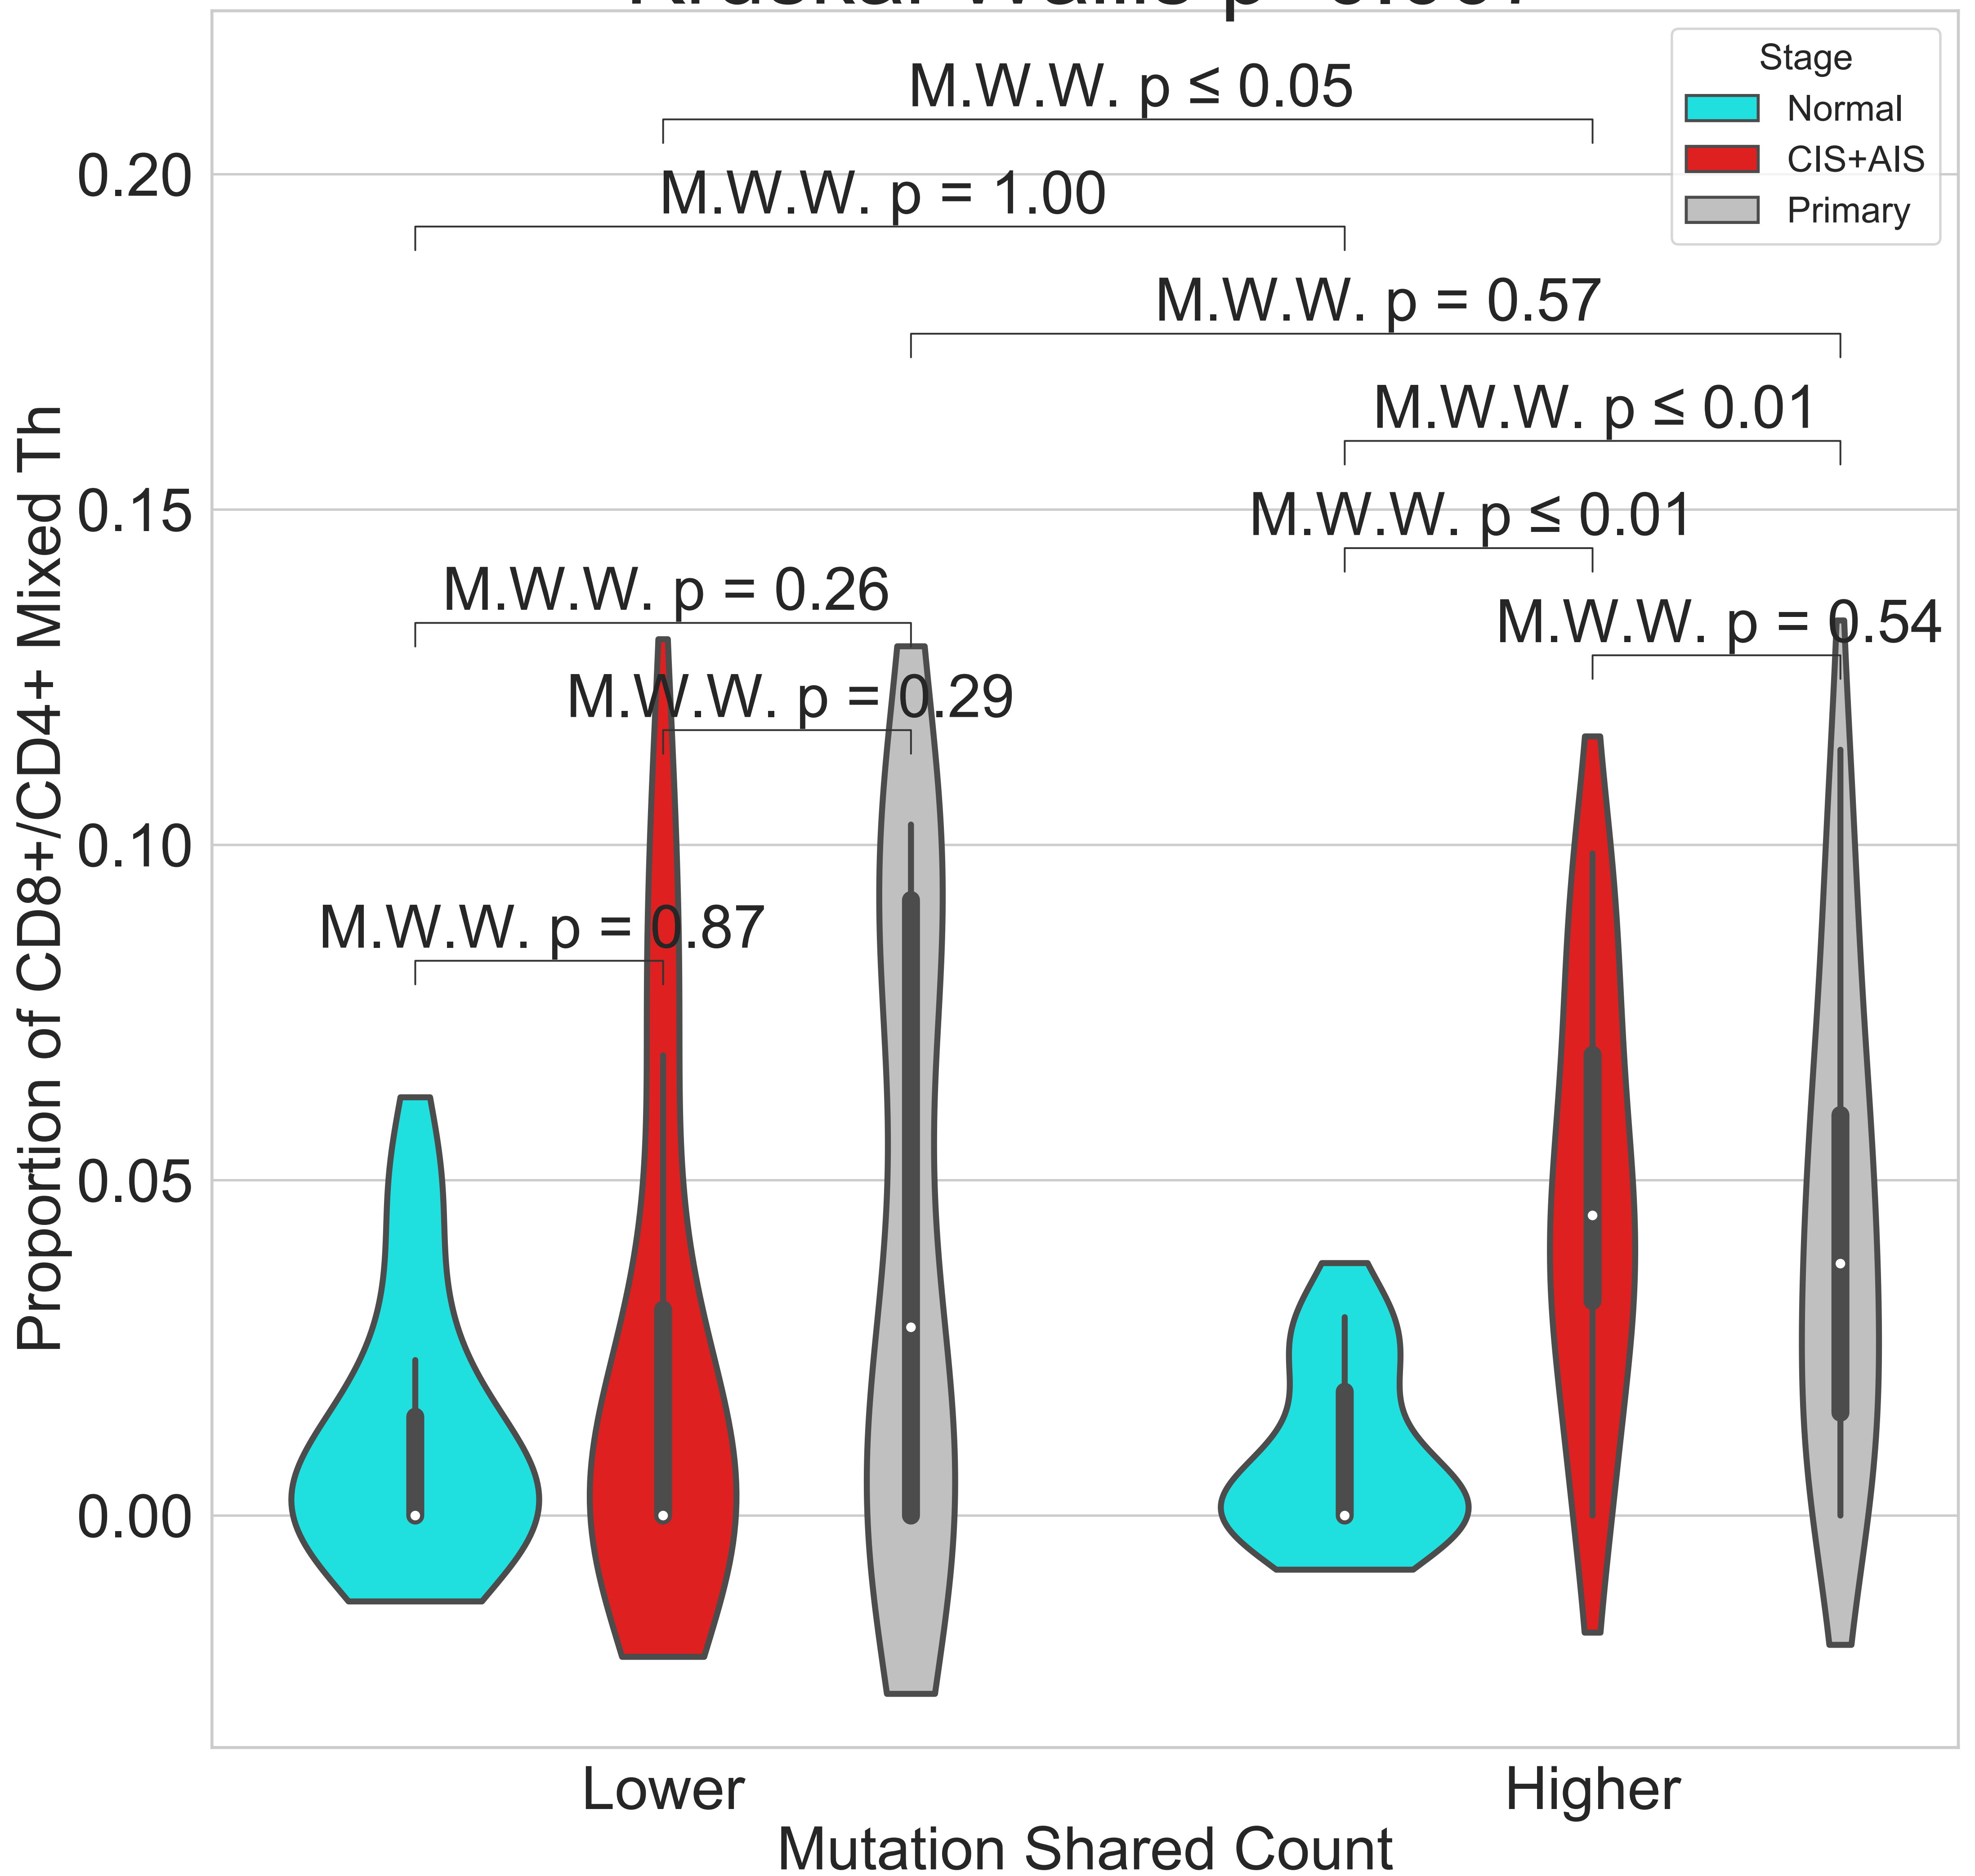 M.W.W. p ≤ 0.05
M.W.W. p = 1.00
M.W.W. p = 0.57
M.W.W. p ≤ 0.01
M.W.W. p ≤ 0.01
M.W.W. p = 0.54
M.W.W. p = 0.26
M.W.W. p = 0.29
M.W.W. p = 0.87
Stage
Normal
CIS+AIS
Primary
Proportion of CD8+/CD4+ Mixed Th
0.20
0.15
0.10
0.05
0.00
Lower
Higher
Mutation Shared Count